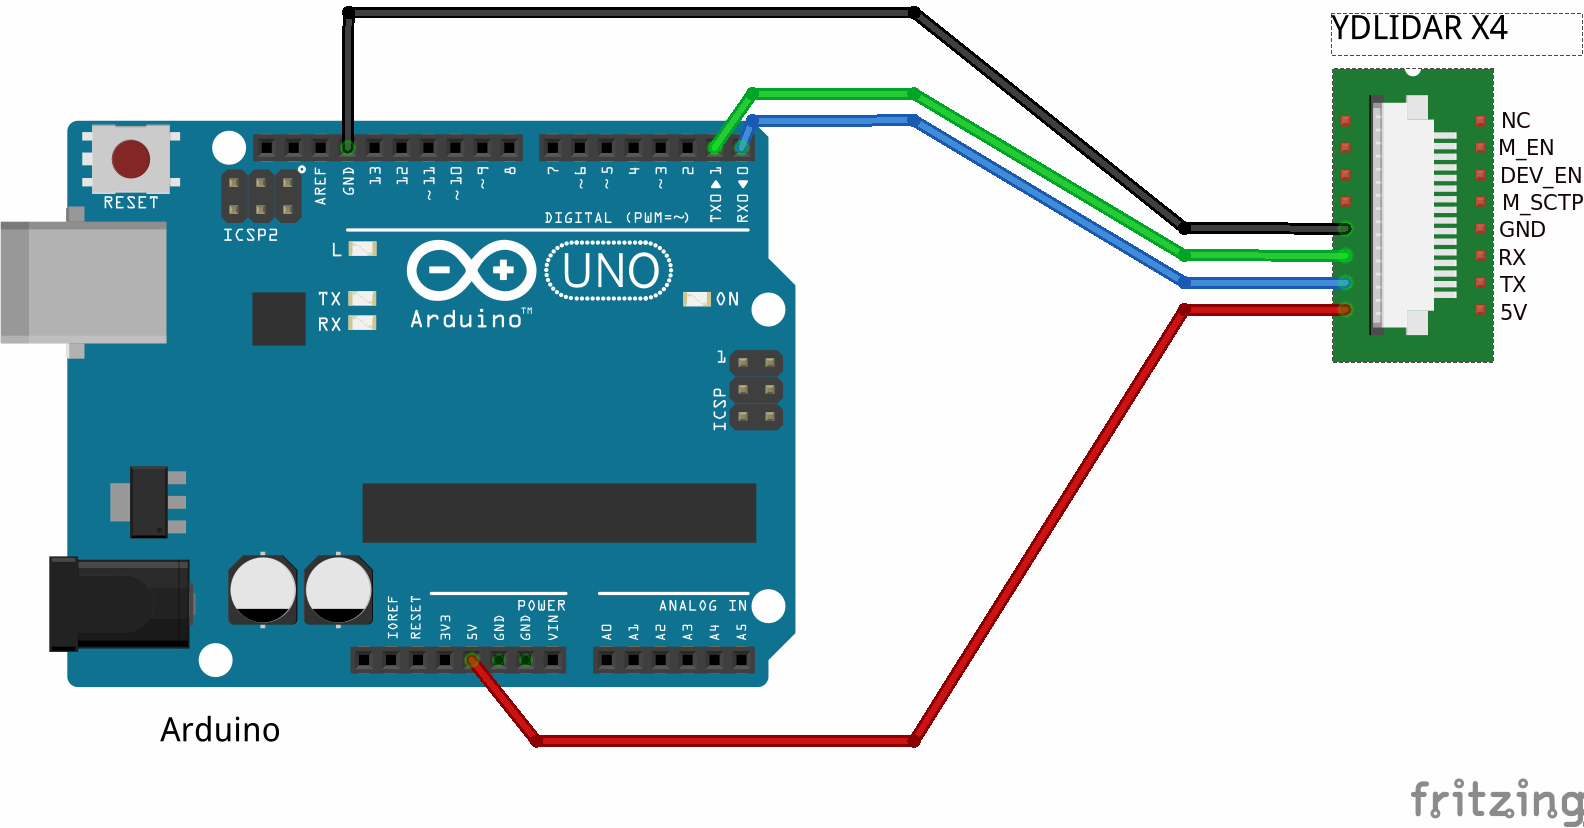 YDLIDAR X4
NC
M_EN
DEV_EN
M_SCTP
GND
RX
TX
5V
RESET
ICSP2
AREF
GND
13
12
~11
~10
~9
8
7
~6
~5
4
~3
2
TX0▶1
RX0◀0
DIGITAL (PWM=~)
L
TX
RX
UNO
Arduino™
ON
1
ICSP
IOREF
RESET
3V3
5V
GND
GND
VIN
POWER
A0
A1
A2
A3
A4
A5
ANALOG IN
Arduino
fritzing